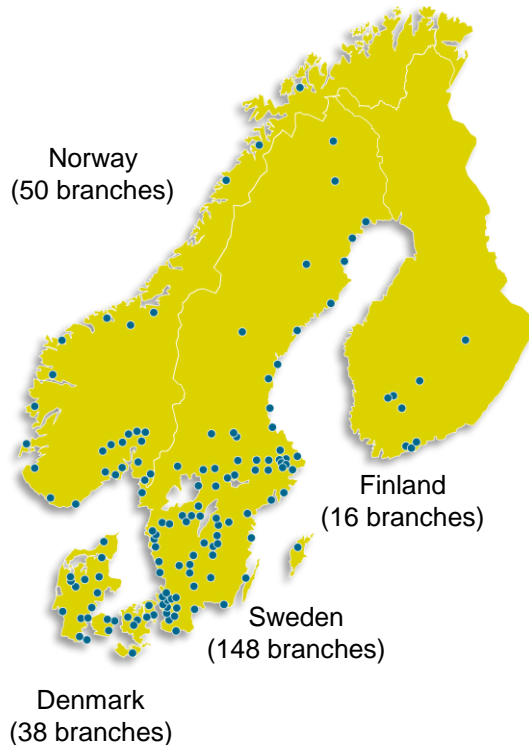 Norway
(50 branches)
Finland
(16 branches)
Sweden
(148 branches)
Denmark
(38 branches)